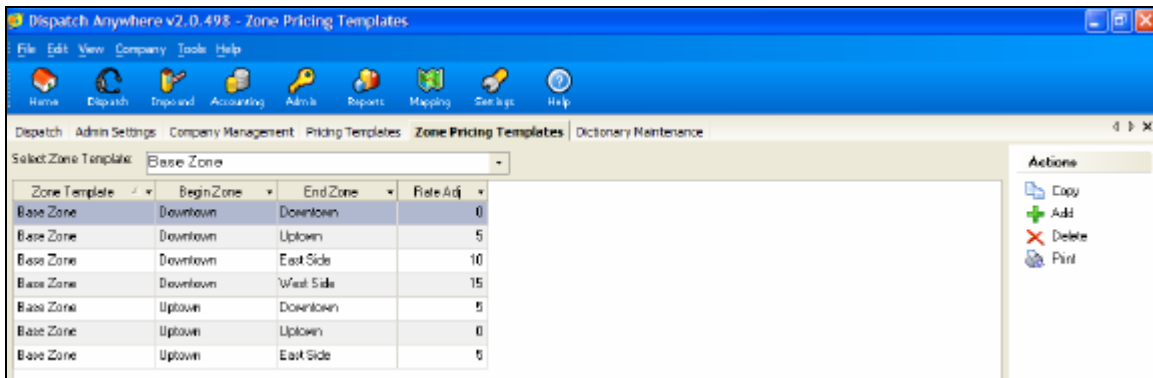 Dispatch Anywhere v2.0.498 - Zone Pricing Templates
File Edit View Company Tools Help
Home Dispatch Impound Accounting Admin Reports Mapping Settings Help
Dispatch Admin Settings Company Management Pricing Templates Zone Pricing Templates Dictionary Maintenance
Select Zone Template: Base Zone
Actions
Zone Template Begin Zone End Zone Rate Adj
Copy
Base Zone Downtown Downtown 0
Add
Base Zone Downtown Uptown 5
Delete
Base Zone Downtown East Side 10
Print
Base Zone Downtown West Side 15
Base Zone Uptown Downtown 5
Base Zone Uptown Uptown 0
Base Zone Uptown East Side 5